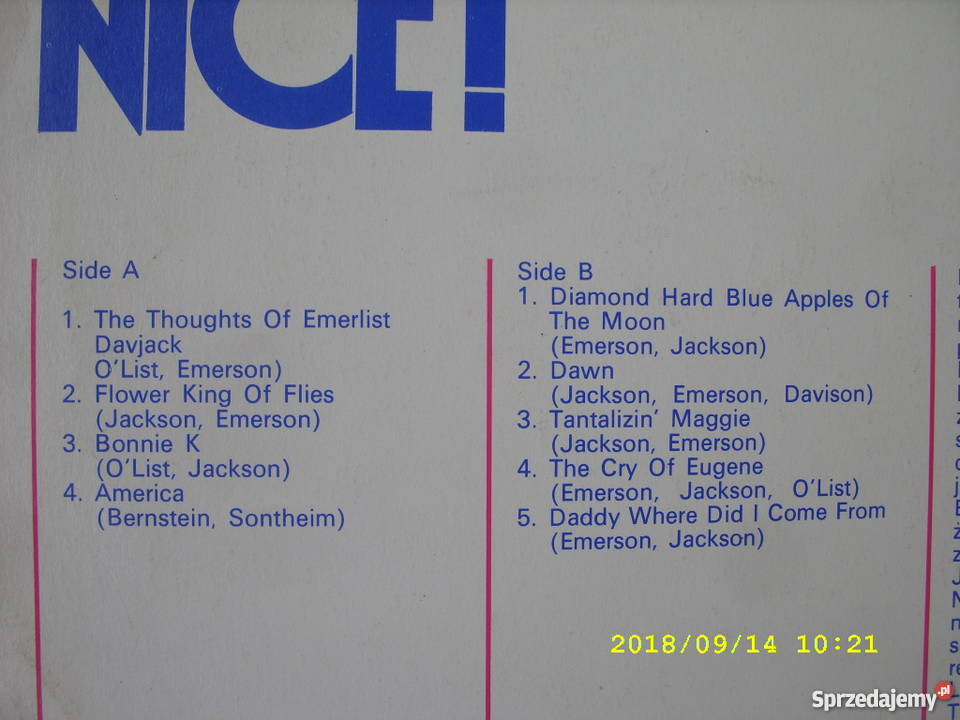 NICE!
Side A
1. The Thoughts Of Emerlist
Davjack
O'List, Emerson)
2. Flower King Of Flies
(Jackson, Emerson)
3. Bonnie K
(O'List, Jackson)
4. America
(Bernstein, Sontheim)
Side B
1. Diamond Hard Blue Apples Of
The Moon
(Emerson, Jackson)
2. Dawn
(Jackson, Emerson, Davison)
3. Tantalizin' Maggie
(Jackson, Emerson)
4. The Cry Of Eugene
(Emerson, Jackson, O'List)
5. Daddy Where Did I Come From
(Emerson, Jackson)
2018/09/14 10:21
Sprzedajemy.pl